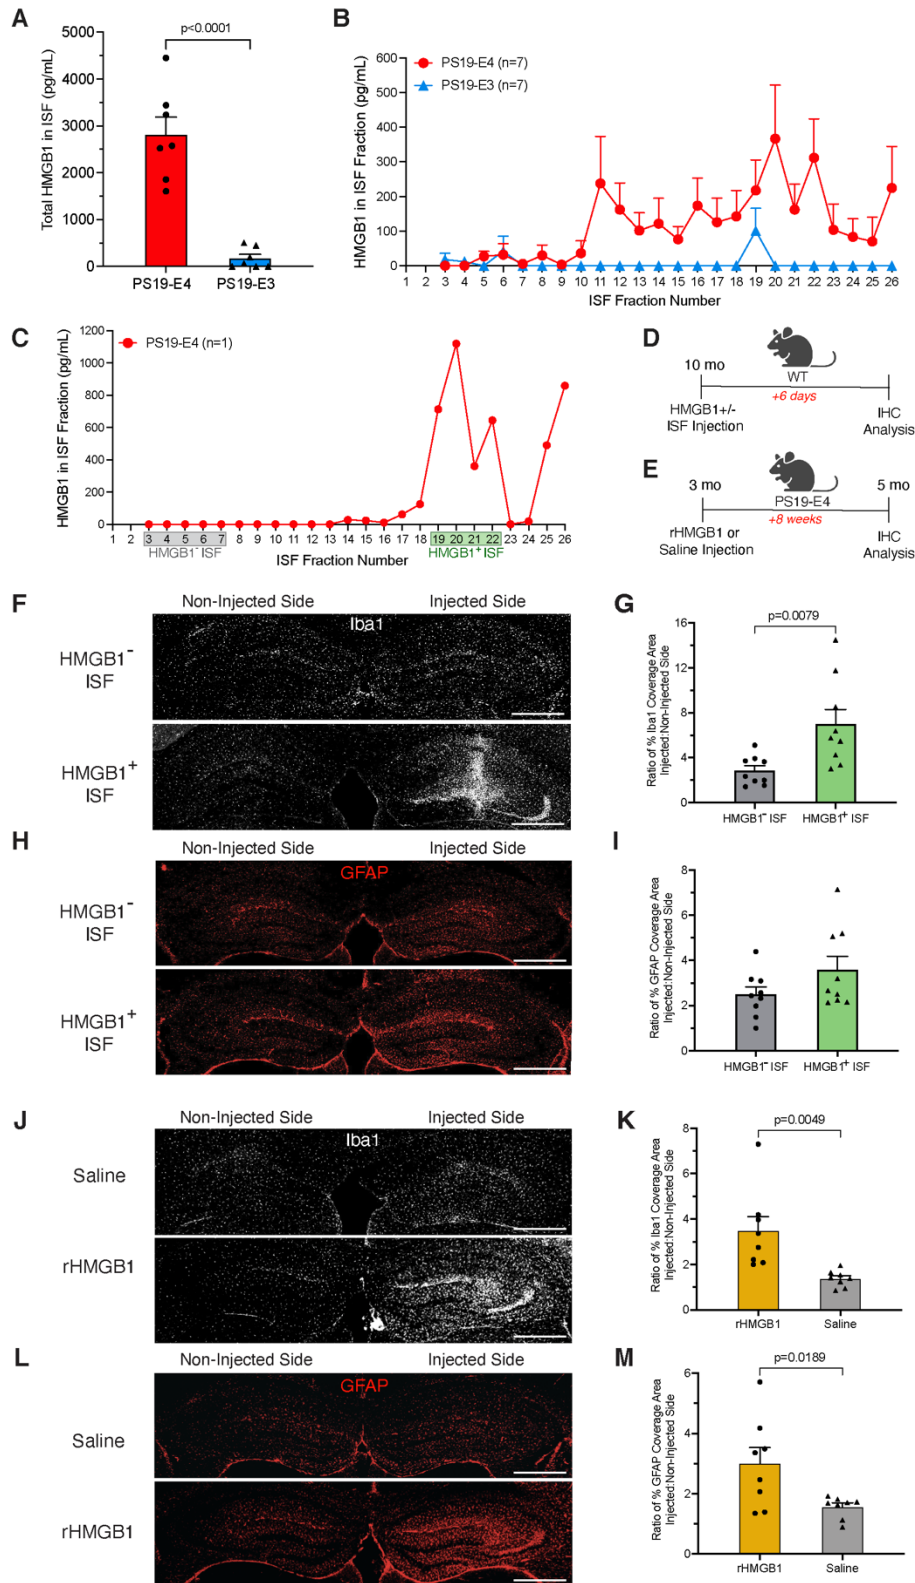 A
p<0.0001
Total HMGB1 in ISF (pg/mL)
5000
4000
3000
2000
1000
0
PS19-E4 PS19-E3
B
PS19-E4 (n=7)
PS19-E3 (n=7)
HMGB1 in ISF Fraction (pg/mL)
600
500
400
300
200
100
0
1 2 3 4 5 6 7 8 9 10 11 12 13 14 15 16 17 18 19 20 21 22 23 24 25 26
ISF Fraction Number
C
PS19-E4 (n=1)
HMGB1 in ISF Fraction (pg/mL)
1200
1000
800
600
400
200
0
1 2 3 4 5 6 7 8 9 10 11 12 13 14 15 16 17 18 19 20 21 22 23 24 25 26
HMGB1- ISF
ISF Fraction Number
HMGB1+ ISF
D
10 mo
WT
+6 days
HMGB1+/-
ISF Injection
IHC
Analysis
E
3 mo
5 mo
PS19-E4
+8 weeks
rHMGB1 or
Saline Injection
IHC
Analysis
F
Non-Injected Side Injected Side
Iba1
HMGB1-
ISF
HMGB1+
ISF
G
p=0.0079
Ratio of % Iba1 Coverage Area
Injected:Non-Injected Side
16
12
8
4
0
HMGB1- ISF HMGB1+ ISF
H
Non-Injected Side Injected Side
GFAP
HMGB1-
ISF
HMGB1+
ISF
I
Ratio of % GFAP Coverage Area
Injected:Non-Injected Side
8
6
4
2
0
HMGB1- ISF HMGB1+ ISF
J
Non-Injected Side Injected Side
Iba1
Saline
rHMGB1
K
p=0.0049
Ratio of % Iba1 Coverage Area
Injected:Non-Injected Side
8
6
4
2
0
rHMGB1 Saline
L
Non-Injected Side Injected Side
GFAP
Saline
rHMGB1
M
p=0.0189
Ratio of % GFAP Coverage Area
Injected:Non-Injected Side
6
4
2
0
rHMGB1 Saline